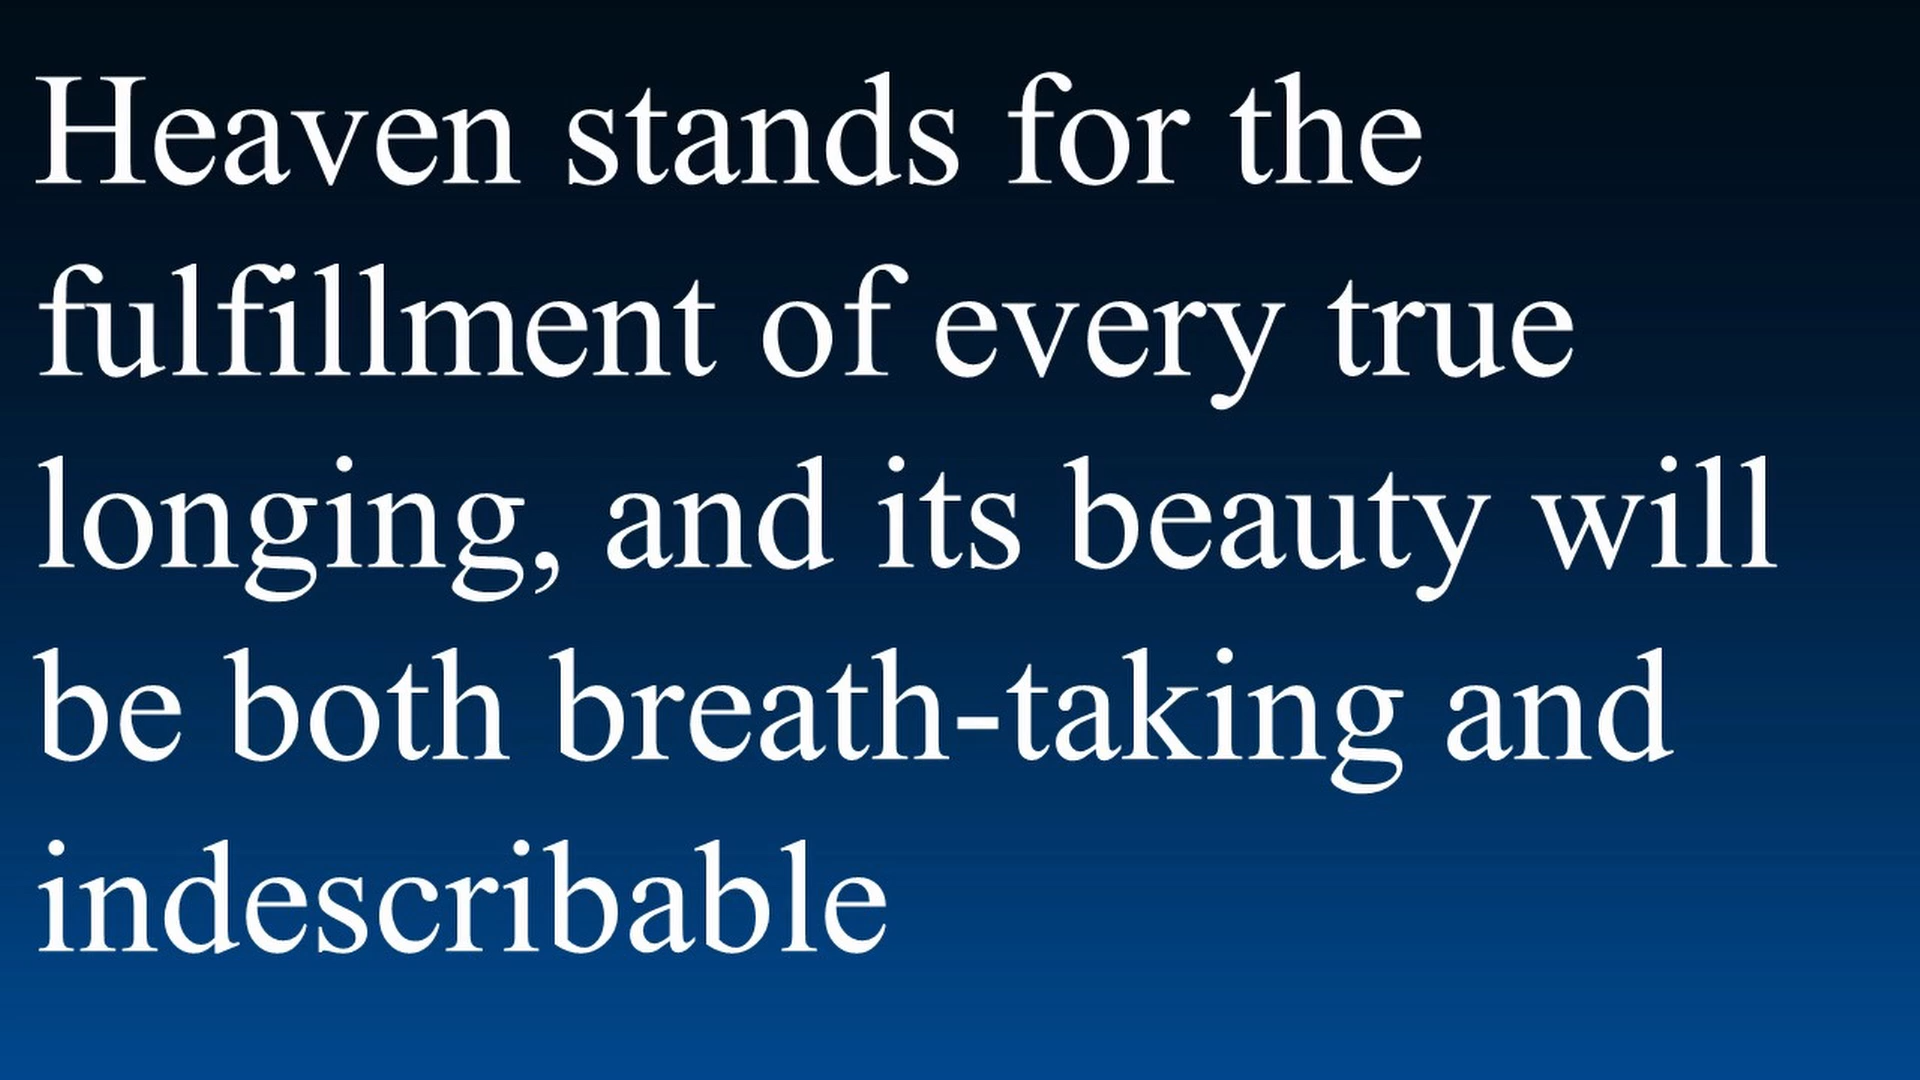 Heaven stands for the
fulfillment of every true
longing, and its beauty will
be both breath-taking and
indescribable